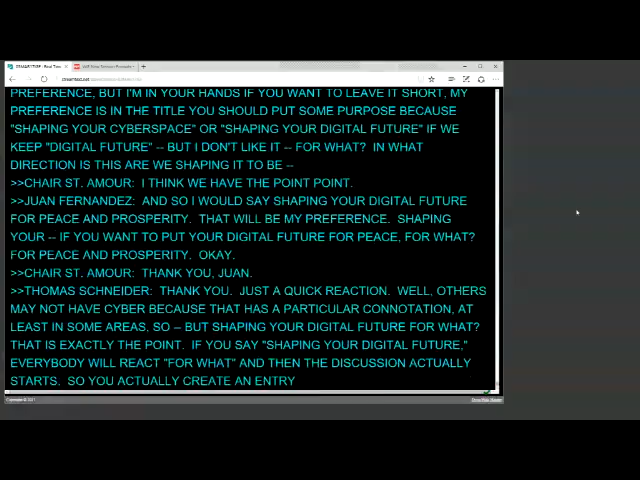 PREFERENCE, BUT I'M IN YOUR HANDS IF YOU WANT TO LEAVE IT SHORT, MY
PREFERENCE IS IN THE TITLE YOU SHOULD PUT SOME PURPOSE BECAUSE
"SHAPING YOUR CYBERSPACE" OR "SHAPING YOUR DIGITAL FUTURE" IF WE
KEEP "DIGITAL FUTURE" -- BUT I DON'T LIKE IT -- FOR WHAT?  IN WHAT
DIRECTION IS THIS ARE WE SHAPING IT TO BE --
>>CHAIR ST. AMOUR:  I THINK WE HAVE THE POINT POINT.
>>JUAN FERNANDEZ:  AND SO I WOULD SAY SHAPING YOUR DIGITAL FUTURE
FOR PEACE AND PROSPERITY.  THAT WILL BE MY PREFERENCE.  SHAPING
YOUR -- IF YOU WANT TO PUT YOUR DIGITAL FUTURE FOR PEACE, FOR WHAT?
FOR PEACE AND PROSPERITY.  OKAY.
>>CHAIR ST. AMOUR:  THANK YOU, JUAN.
>>THOMAS SCHNEIDER:  THANK YOU.  JUST A QUICK REACTION.  WELL, OTHERS
MAY NOT HAVE CYBER BECAUSE THAT HAS A PARTICULAR CONNOTATION, AT
LEAST IN SOME AREAS, SO -- BUT SHAPING YOUR DIGITAL FUTURE FOR WHAT?
THAT IS EXACTLY THE POINT.  IF YOU SAY "SHAPING YOUR DIGITAL FUTURE,"
EVERYBODY WILL REACT "FOR WHAT" AND THEN THE DISCUSSION ACTUALLY
STARTS.  SO YOU ACTUALLY CREATE AN ENTRY